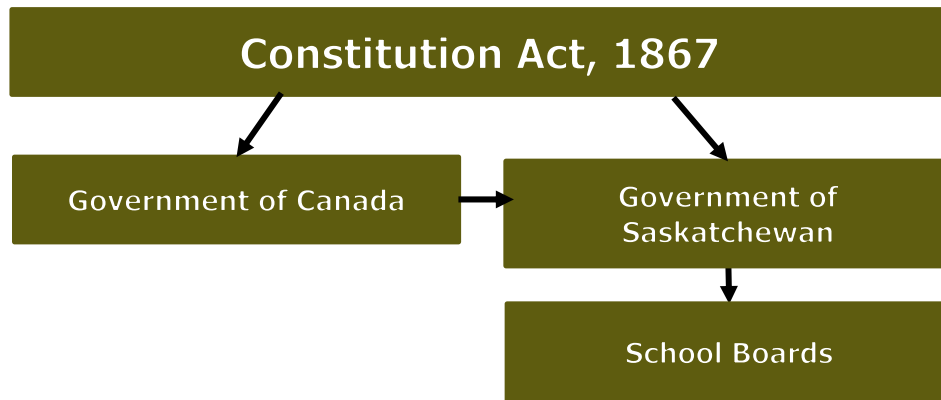 Constitution Act, 1867
Government of Canada
Government of
Saskatchewan
School Boards